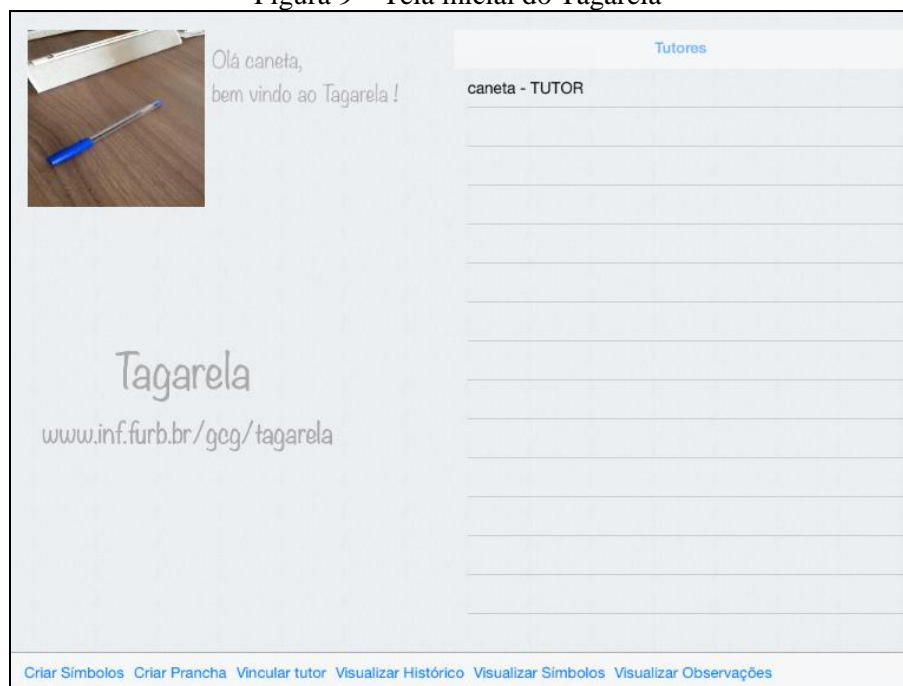 Figura 9 – Tela inicial do Tagarela
Olá caneta,
bem vindo ao Tagarela !
Tutores
caneta - TUTOR
Tagarela
www.inf.furb.br/gcg/tagarela
Criar Símbolos Criar Prancha Vincular tutor Visualizar Histórico Visualizar Símbolos Visualizar Observações